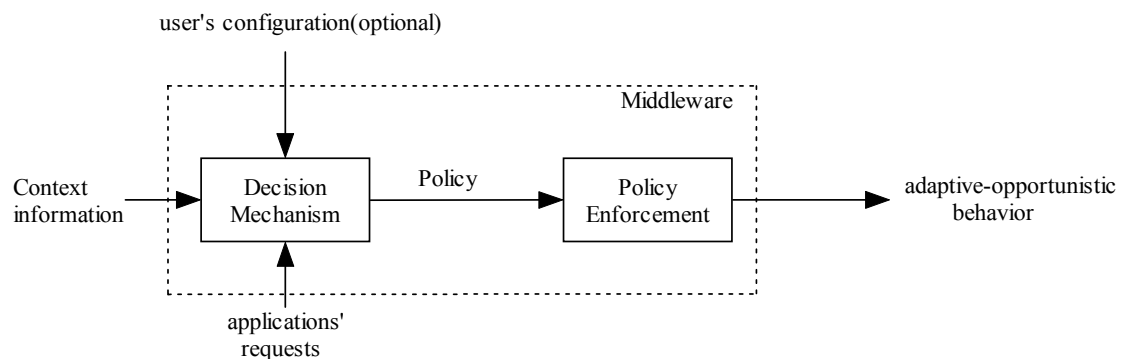 user's configuration(optional)
Middleware
Context
information
Decision
Mechanism
Policy
Policy
Enforcement
adaptive-opportunistic
behavior
applications'
requests